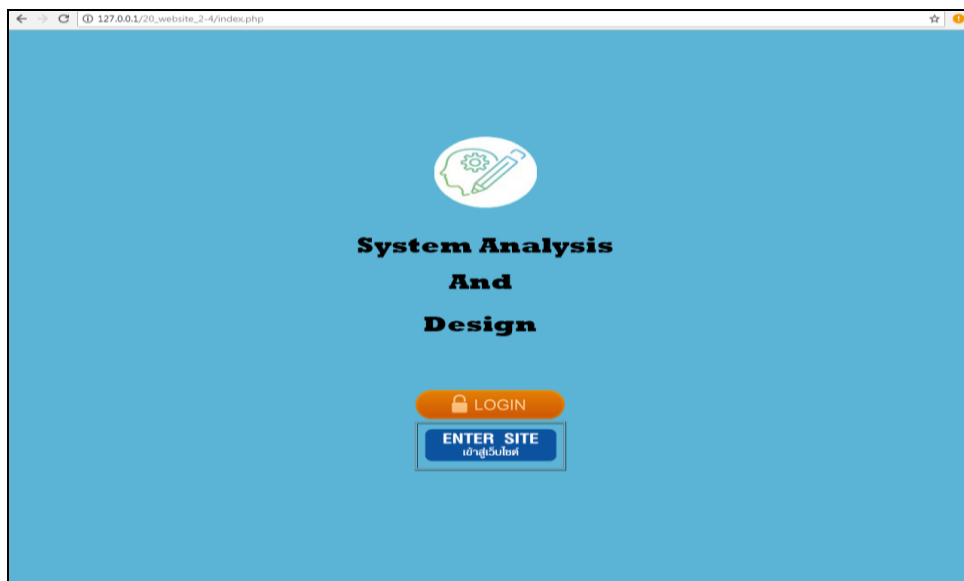 127.0.0.1/20_website_2-4/index.php
System Analysis
And
Design
LOGIN
ENTER SITE
เข้าสู่เว็บไซต์